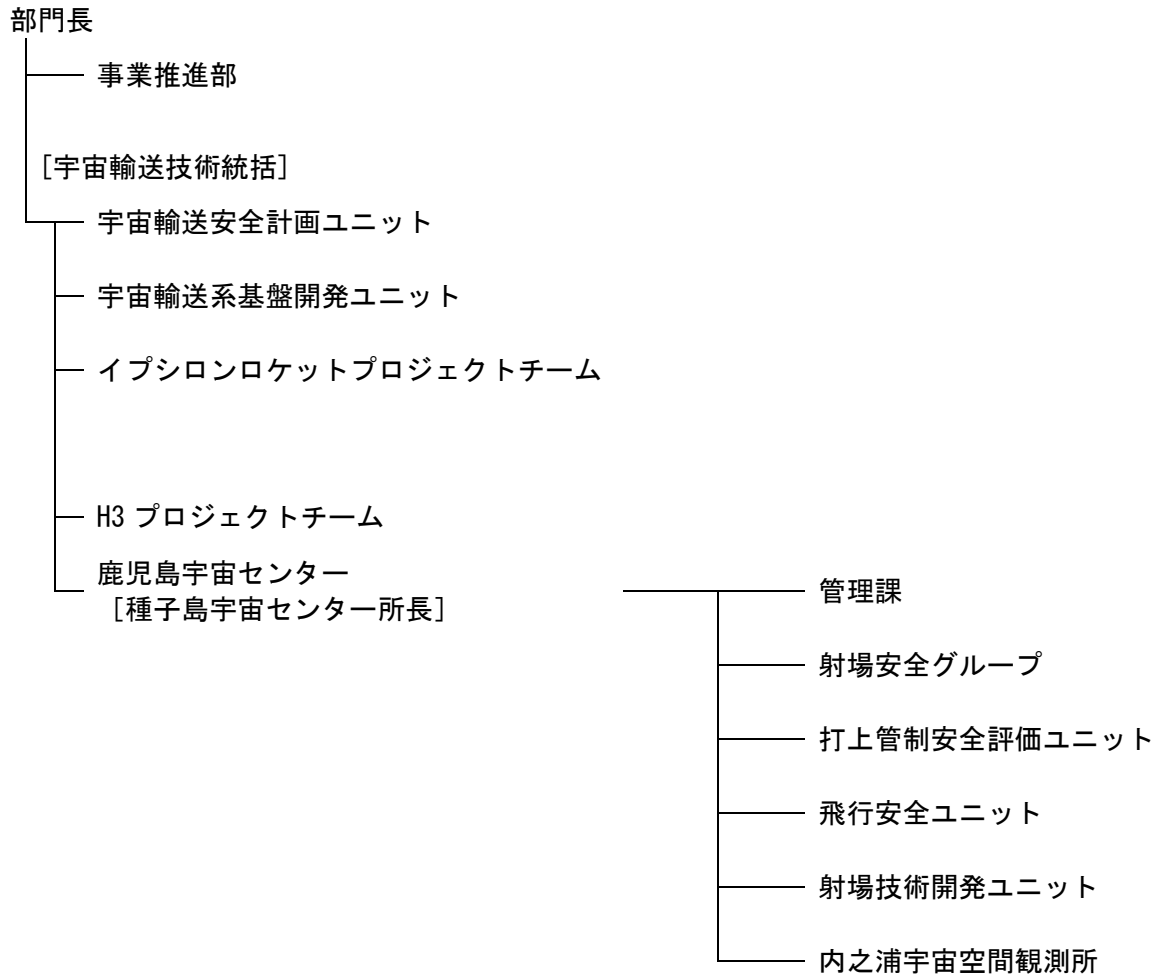 部門長
事業推進部
[宇宙輸送技術統括]
宇宙輸送安全計画ユニット
宇宙輸送系基盤開発ユニット
イプシロンロケットプロジェクトチーム
H3 プロジェクトチーム
鹿児島宇宙センター
[種子島宇宙センター所長]
管理課
射場安全グループ
打上管制安全評価ユニット
飛行安全ユニット
射場技術開発ユニット
内之浦宇宙空間観測所